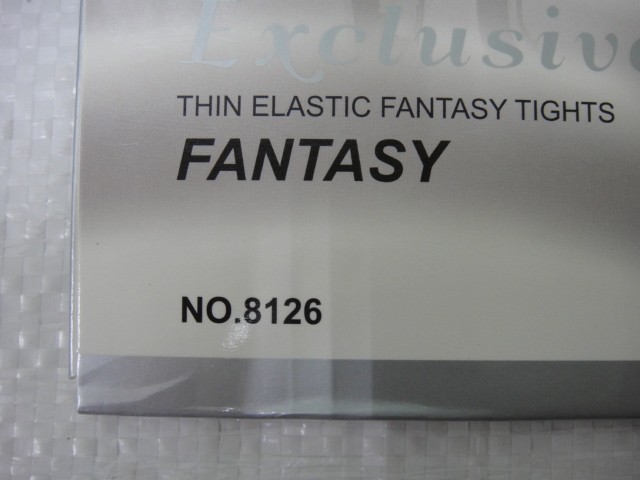 Exclusive
THIN ELASTIC FANTASY TIGHTS
FANTASY
NO.8126